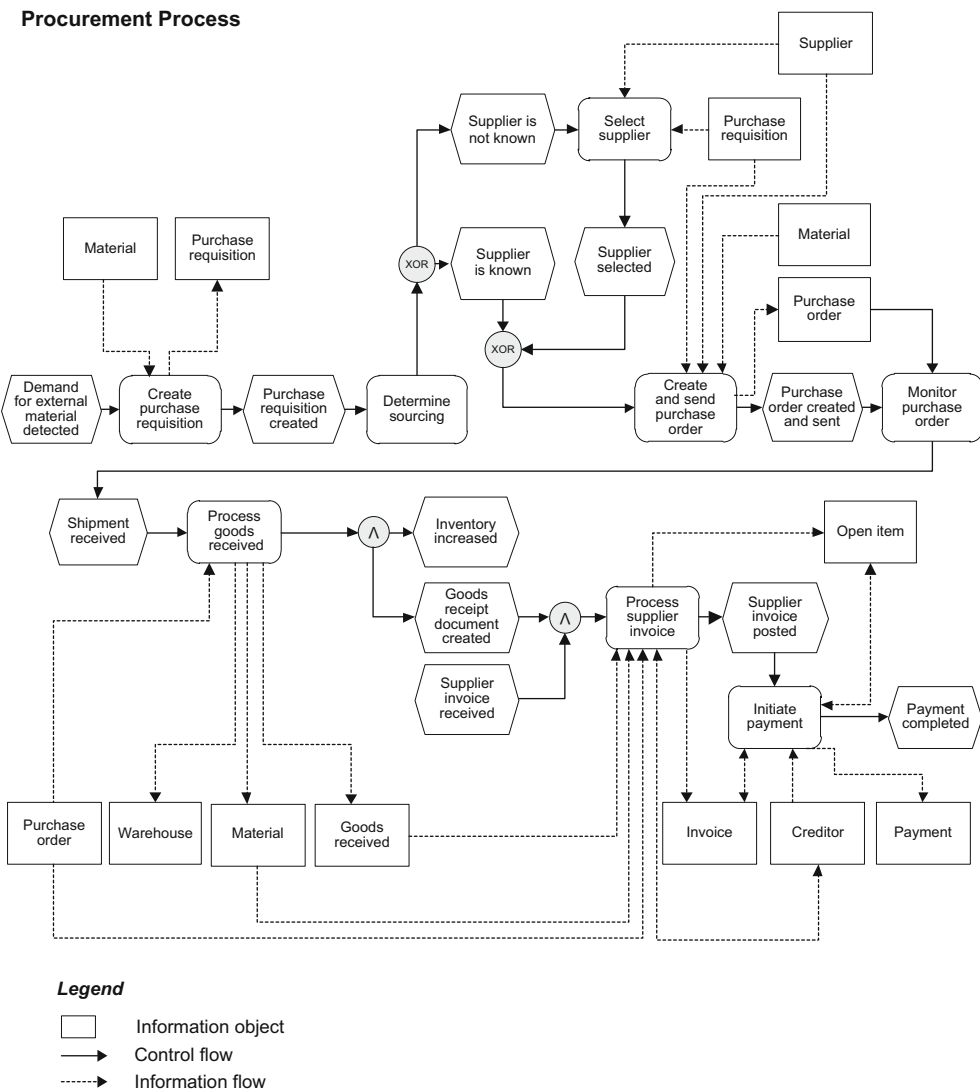 Procurement Process
Supplier
Supplier is
not known
Select
supplier
Purchase
requisition
Material
Purchase
requisition
XOR
Supplier
is known
Supplier
selected
Material
Purchase
order
XOR
Demand
for external
material
detected
Create
purchase
requisition
Purchase
requisition
created
Determine
sourcing
Create
and send
purchase
order
Purchase
order created
and sent
Monitor
purchase
order
Shipment
received
Process
goods
received
Λ
Inventory
increased
Open item
Goods
receipt
document
created
Λ
Process
supplier
invoice
Supplier
invoice
posted
Supplier
invoice
received
Initiate
payment
Payment
completed
Purchase
order
Warehouse
Material
Goods
received
Invoice
Creditor
Payment
Legend
Information object
Control flow
Information flow